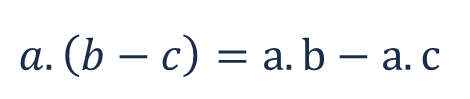 a. (b − c) = a. b − a. c